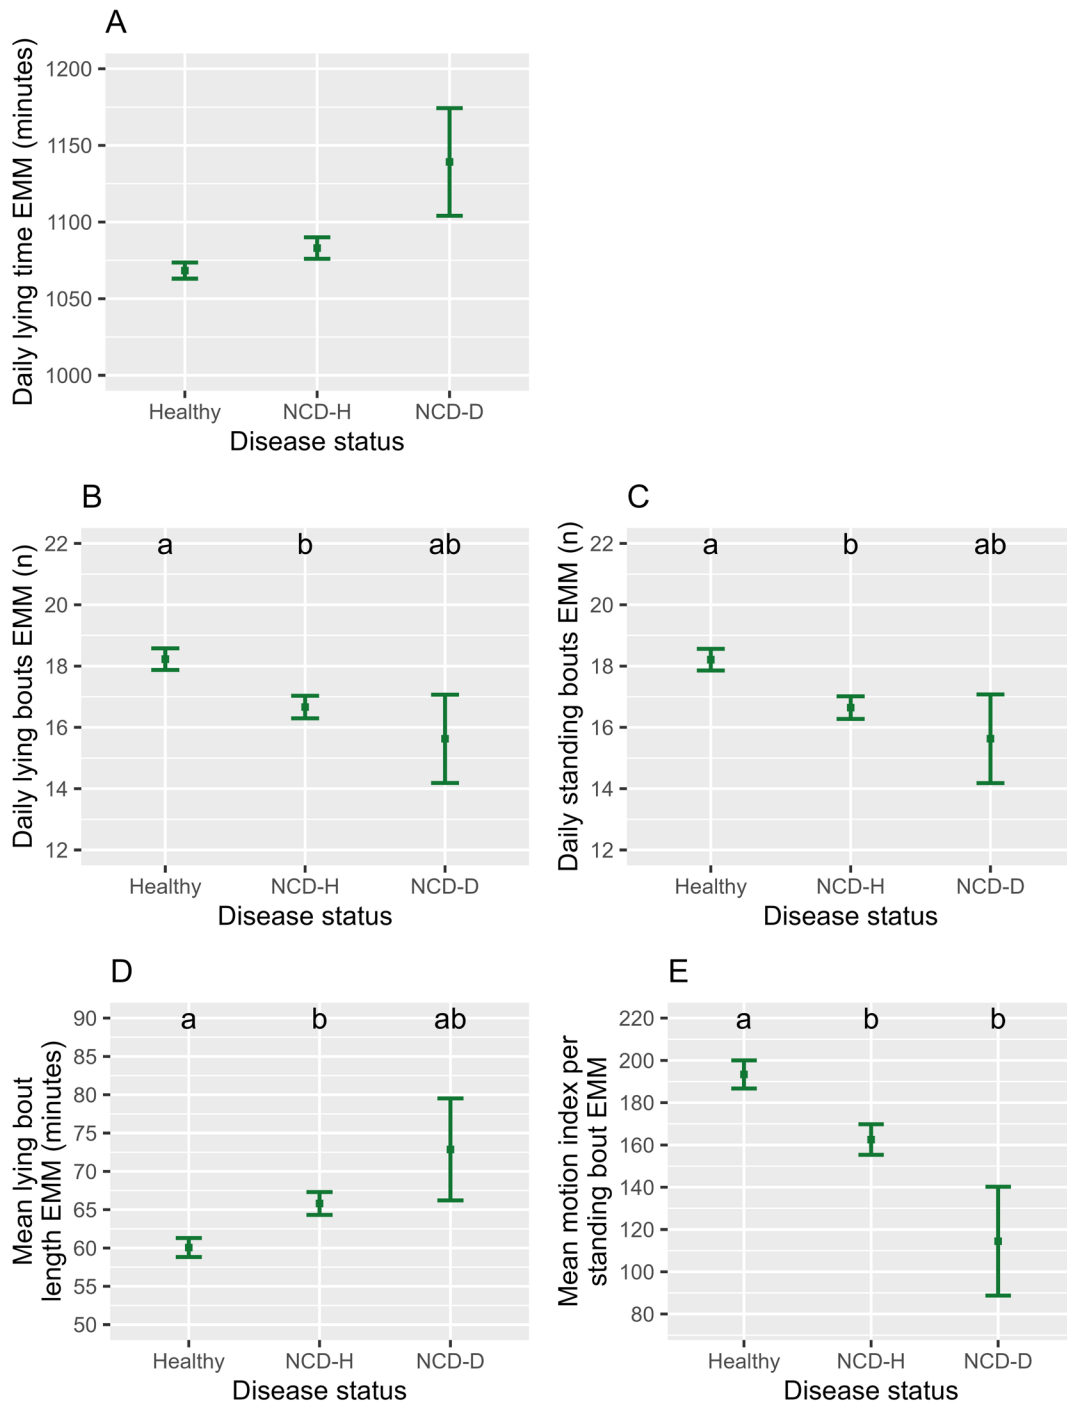 A
Daily lying time EMM (minutes)
1200
1150
1100
1050
1000
Healthy NCD-H NCD-D
Disease status
B
Daily lying bouts EMM (n)
22
20
18
16
14
12
a b ab
Healthy NCD-H NCD-D
Disease status
C
Daily standing bouts EMM (n)
22
20
18
16
14
12
a b ab
Healthy NCD-H NCD-D
Disease status
D
Mean lying bout
length EMM (minutes)
90
85
80
75
70
65
60
55
50
a b ab
Healthy NCD-H NCD-D
Disease status
E
Mean motion index per
standing bout EMM
220
200
180
160
140
120
100
80
a b b
Healthy NCD-H NCD-D
Disease status